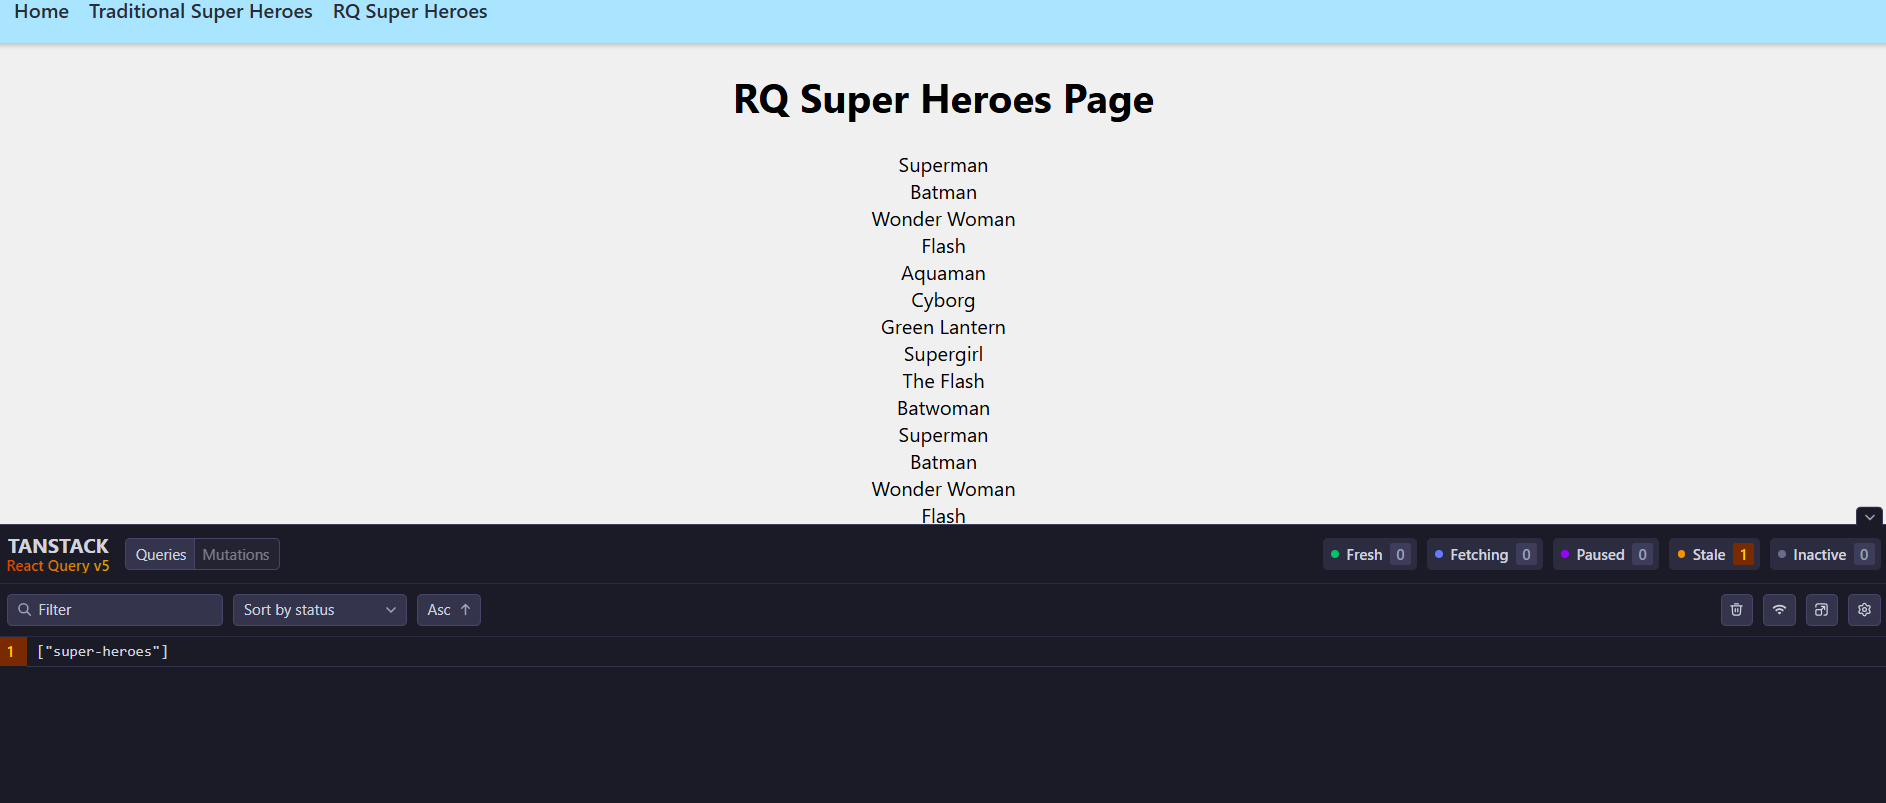 Home Traditional Super Heroes RQ Super Heroes
RQ Super Heroes Page
Superman
Batman
Wonder Woman
Flash
Aquaman
Cyborg
Green Lantern
Supergirl
The Flash
Batwoman
Superman
Batman
Wonder Woman
Flash
TANSTACK
React Query v5
Queries Mutations
Fresh 0 Fetching 0 Paused 0 Stale 1 Inactive 0
Filter Sort by status Asc ↑
1 ["super-heroes"]